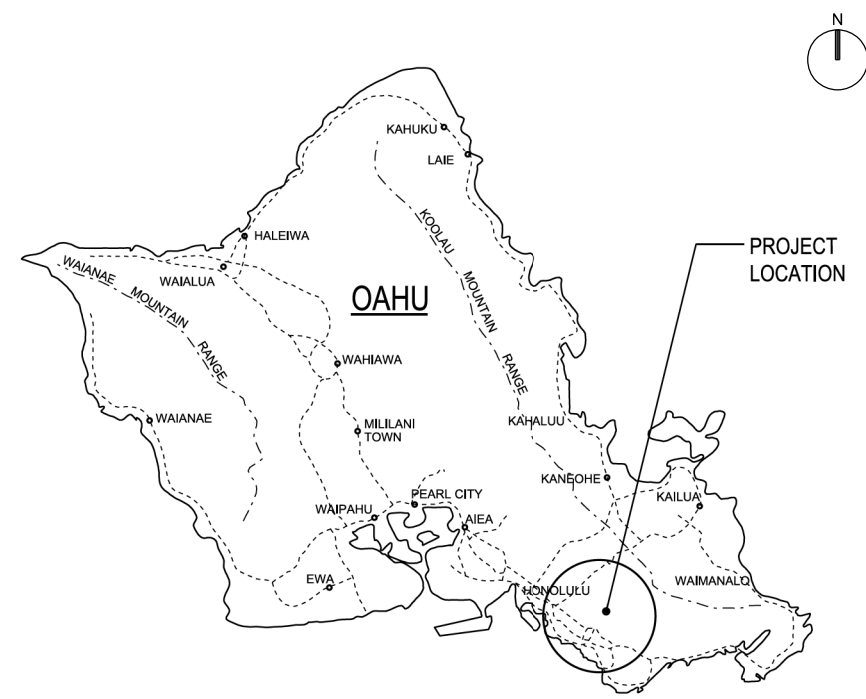 N
KAHUKU
LAIE
HALEIWA
PROJECT
LOCATION
WAIANAE
MOUNTAIN
RANGE
WAIALUA
KOOLAU
MOUNTAIN
RANGE
OAHU
WAHIAWA
WAIANAE
MILILANI
TOWN
KAHALUU
KANEOHE
KAILUA
PEARL CITY
WAIPAHU
AIEA
EWA
HONOLULU
WAIMANALO